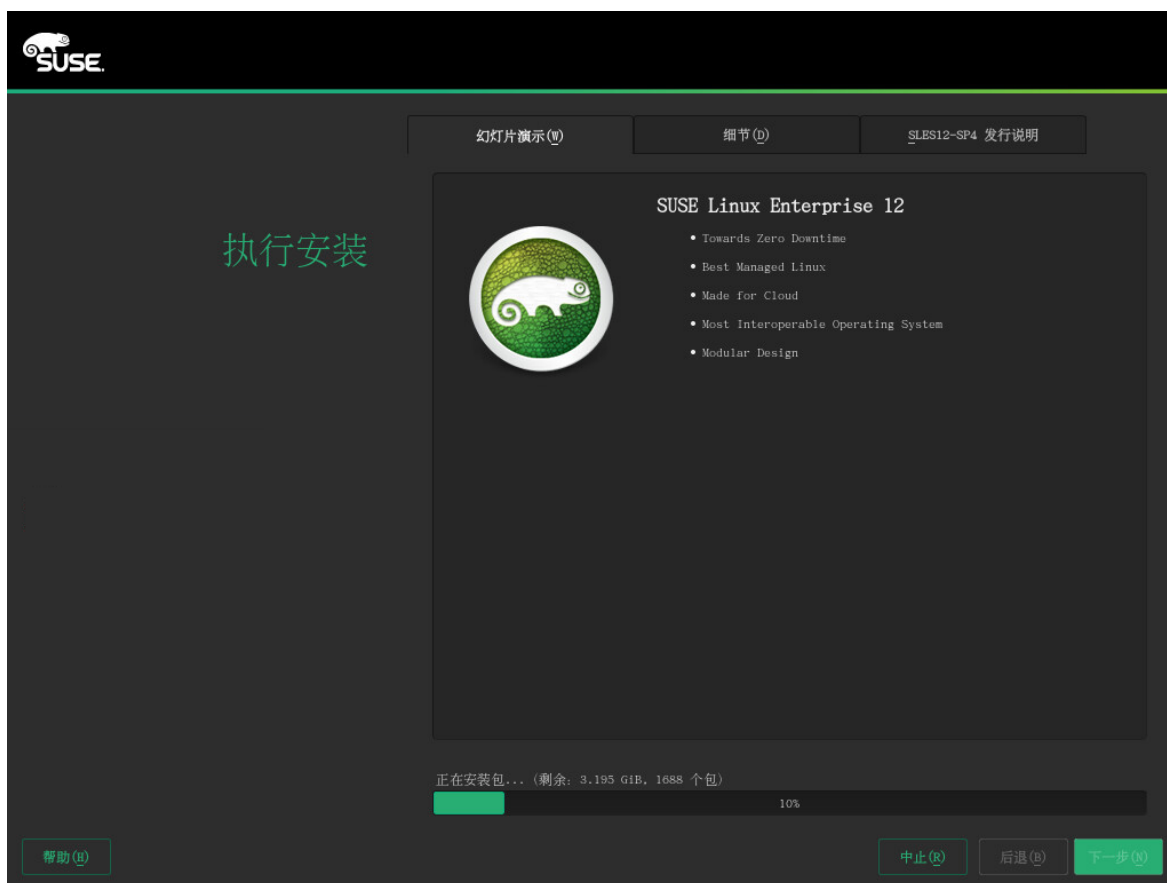 SUSE.
幻灯片演示(W)
细节(D)
SLES12-SP4 发行说明
执行安装
SUSE Linux Enterprise 12
• Towards Zero Downtime
• Best Managed Linux
• Made for Cloud
• Most Interoperable Operating System
• Modular Design
正在安装包... (剩余: 3.195 GiB, 1688 个包)
10%
帮助(H)
中止(R)
后退(B)
下一步(N)